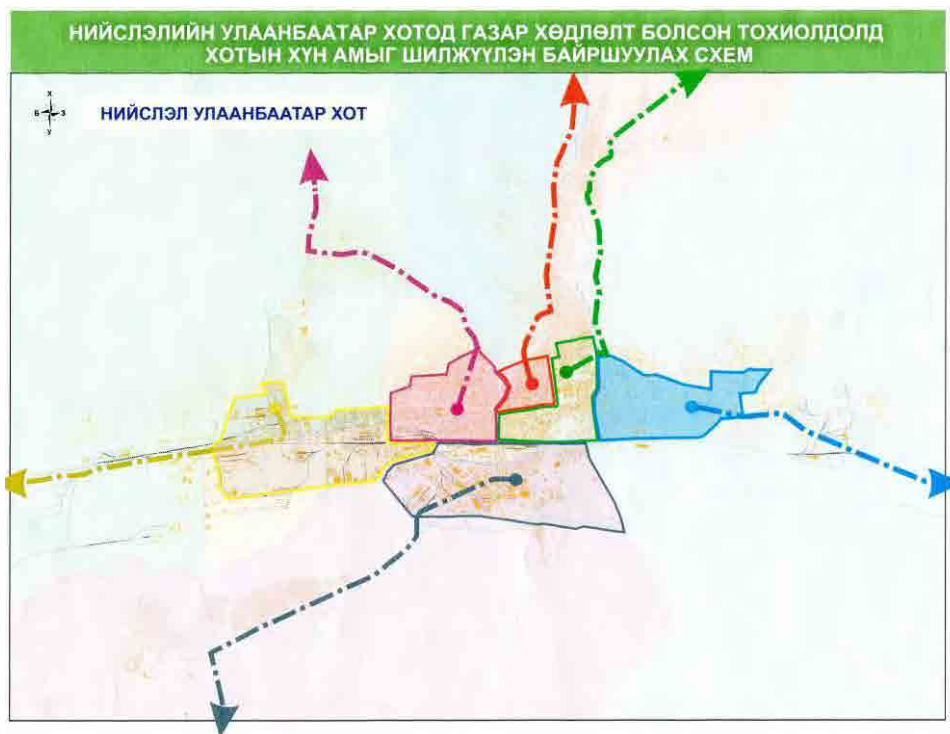 НИЙСЛЭЛИЙН УЛААНБААТАР ХОТОД ГАЗАР ХӨДЛӨЛТ БОЛСОН ТОХИОЛДОЛД
ХОТЫН ХҮН АМЫГ ШИЛЖҮҮЛЭН БАЙРШУУЛАХ СХЕМ
Х
Б З
У
НИЙСЛЭЛ УЛААНБААТАР ХОТ